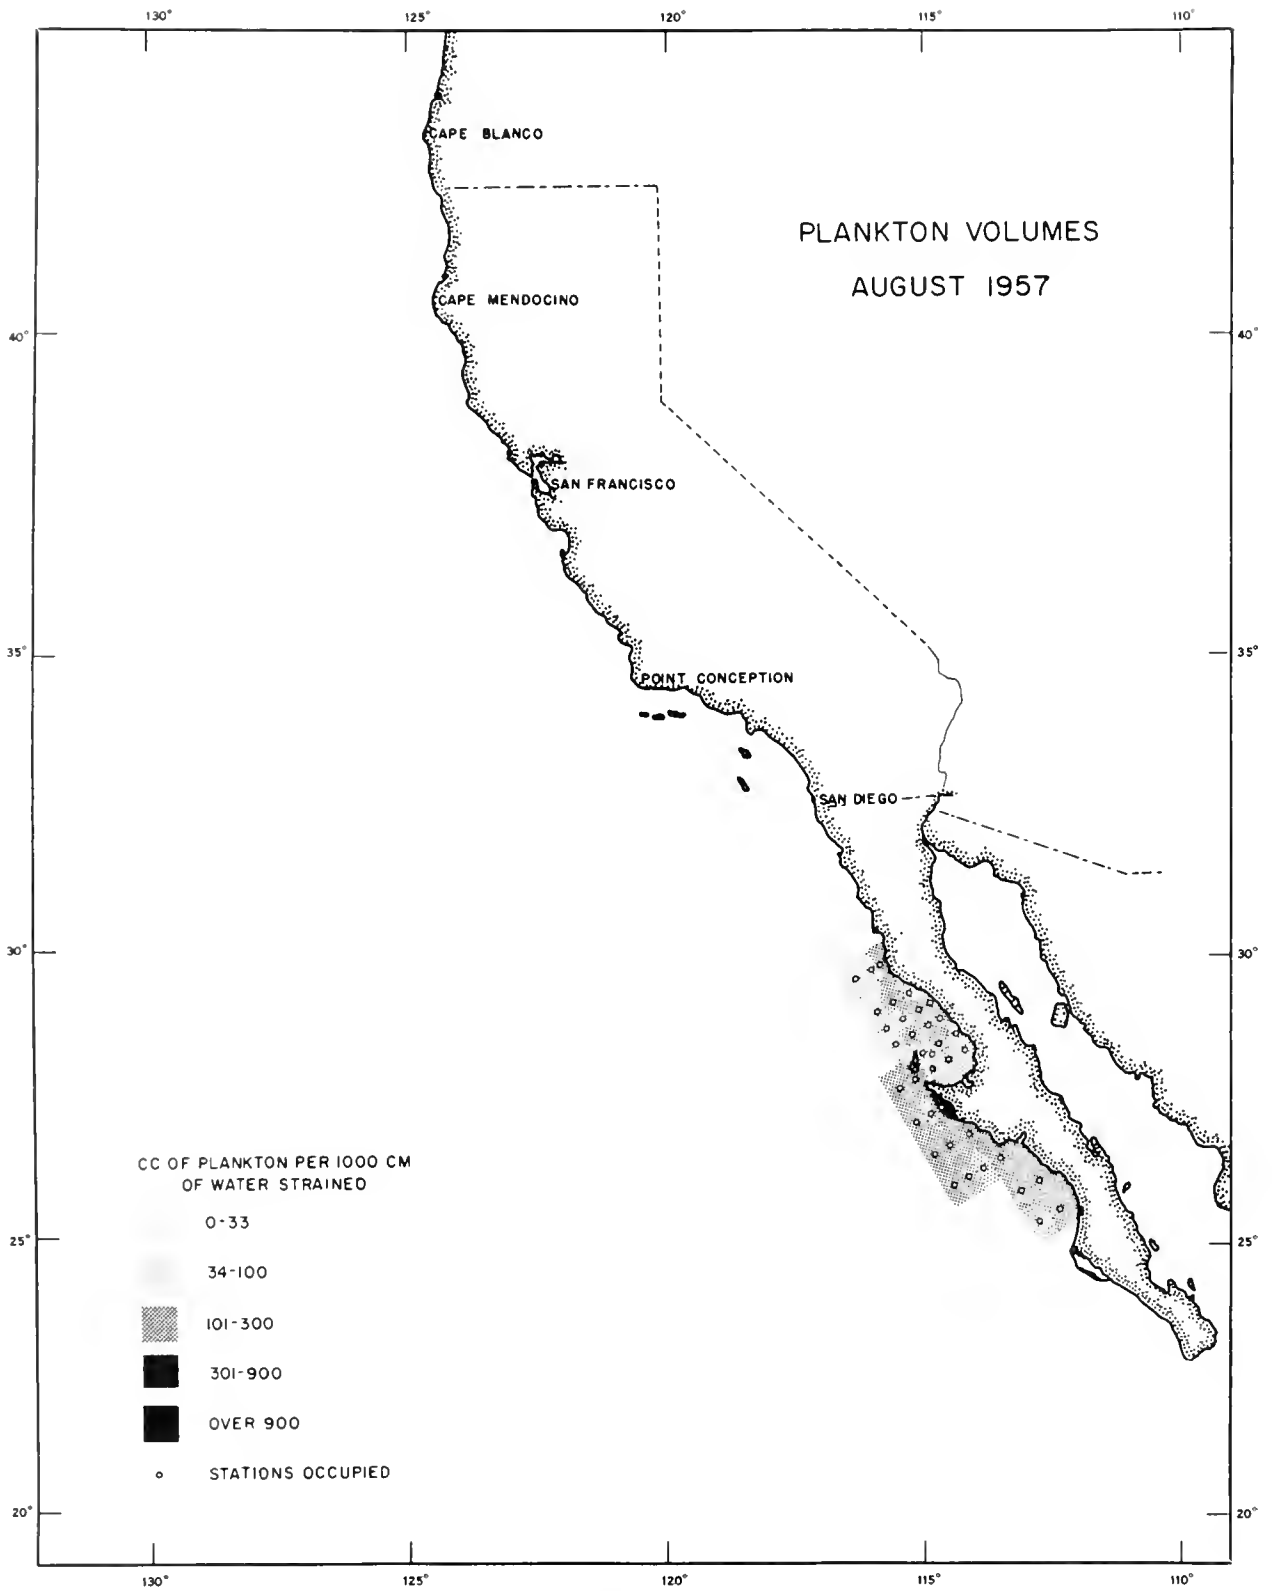 130° 125° 120° 115° 110°
CAPE BLANCO
PLANKTON VOLUMES
AUGUST 1957
CAPE MENDOCINO
40° 40°
SAN FRANCISCO
35° 35°
POINT CONCEPTION
SAN DIEGO
30° 30°
CC OF PLANKTON PER 1000 CM
OF WATER STRAINED
0-33
25° 25°
34-100
101-300
301-900
OVER 900
STATIONS OCCUPIED
20° 20°
130° 125° 120° 115° 110°